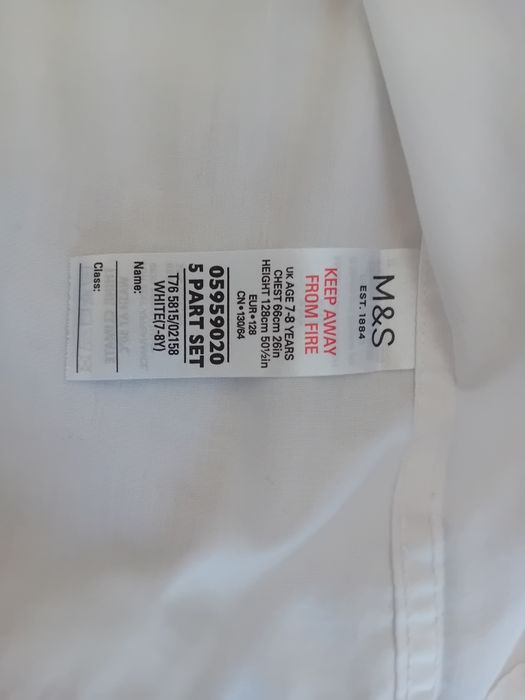 M&S
EST. 1884
KEEP AWAY
FROM FIRE
UK AGE 7-8 YEARS
CHEST 66cm 26in
HEIGHT 128cm 50½in
EUR•128
CN•130/64
05959020
5 PART SET
T76 5815/02158
WHITE(7-8Y)
Name:
Class: